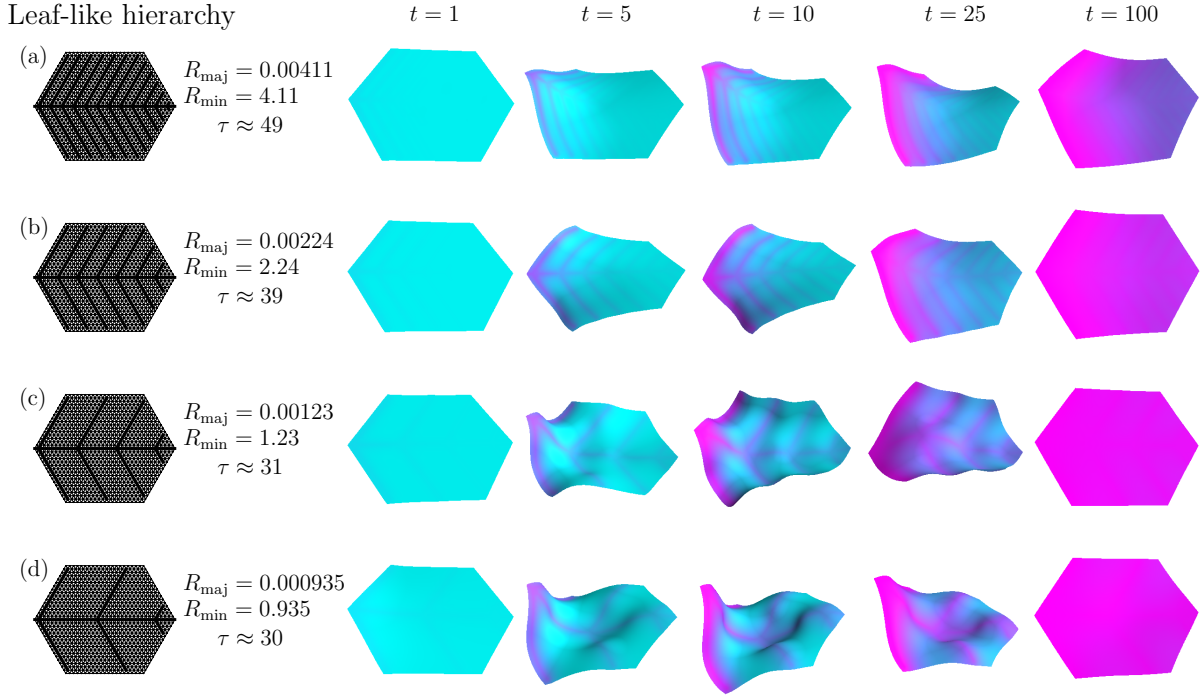 Leaf-like hierarchy
t = 1
t = 5
t = 10
t = 25
t = 100
(a)
R_maj = 0.00411
R_min = 4.11
τ ≈ 49
(b)
R_maj = 0.00224
R_min = 2.24
τ ≈ 39
(c)
R_maj = 0.00123
R_min = 1.23
τ ≈ 31
(d)
R_maj = 0.000935
R_min = 0.935
τ ≈ 30